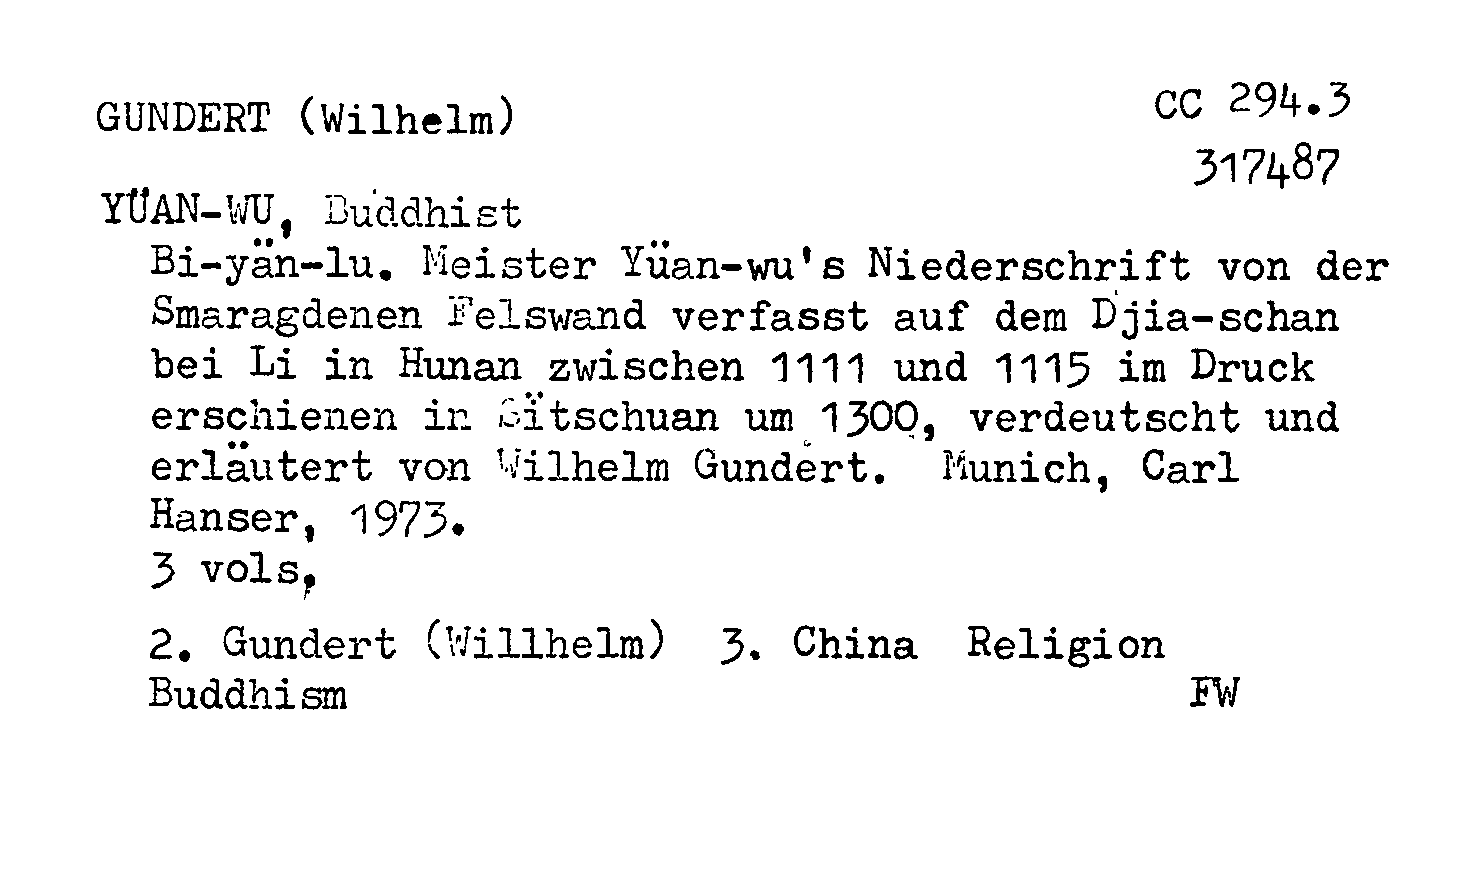 GUNDERT (Wilhelm)
CC 294.3
317487
YÜAN-WU, Buddhist
Bi-yän-lu. Meister Yüan-wu's Niederschrift von der
Smaragdenen Felswand verfasst auf dem Djia-schan
bei Li in Hunan zwischen 1111 und 1115 im Druck
erschienen in Sïtschuan um 1300, verdeutscht und
erläutert von Wilhelm Gundert. Munich, Carl
Hanser, 1973.
3 vols,
2. Gundert (Willhelm) 3. China Religion
Buddhism FW